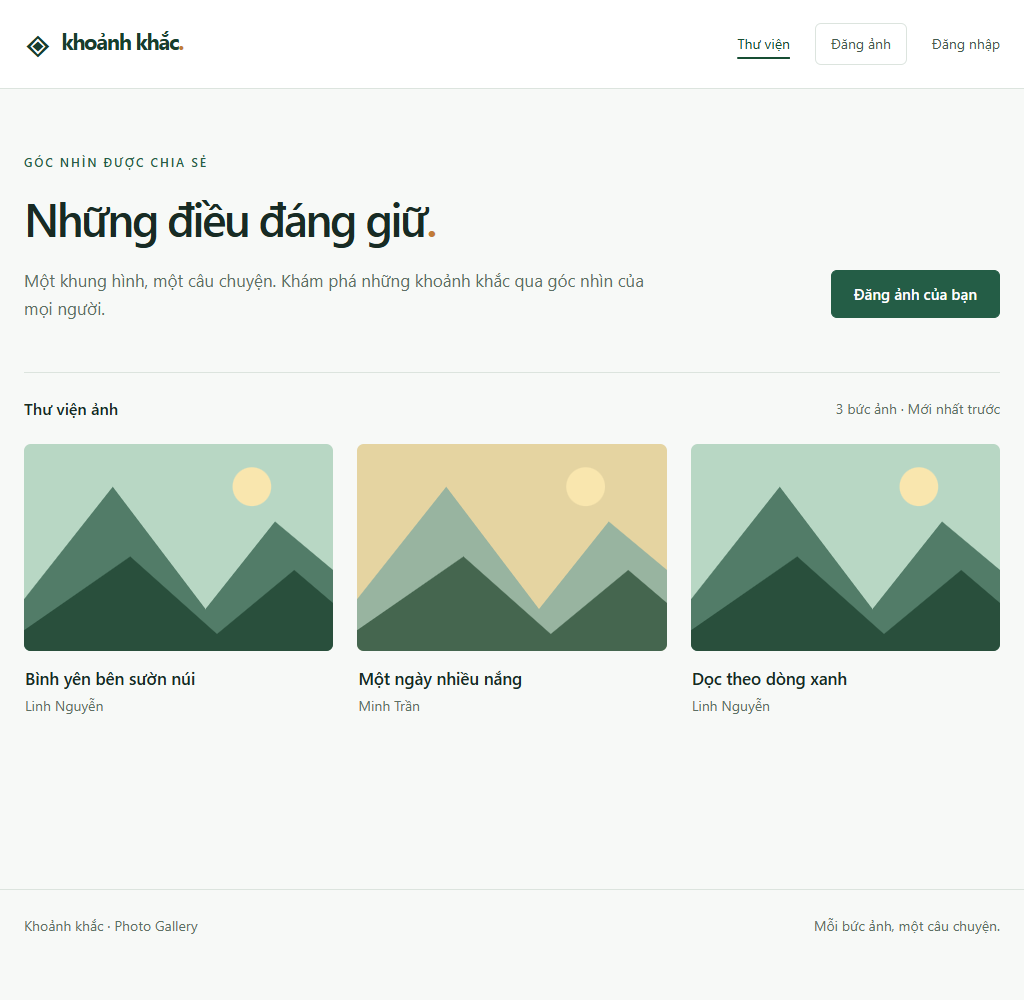 khoảnh khắc.
Thư viện
Đăng ảnh
Đăng nhập
GÓC NHÌN ĐƯỢC CHIA SẺ
Những điều đáng giữ.
Một khung hình, một câu chuyện. Khám phá những khoảnh khắc qua góc nhìn của
mọi người.
Đăng ảnh của bạn
Thư viện ảnh
3 bức ảnh · Mới nhất trước
Bình yên bên sườn núi
Linh Nguyễn
Một ngày nhiều nắng
Minh Trần
Dọc theo dòng xanh
Linh Nguyễn
Khoảnh khắc · Photo Gallery
Mỗi bức ảnh, một câu chuyện.